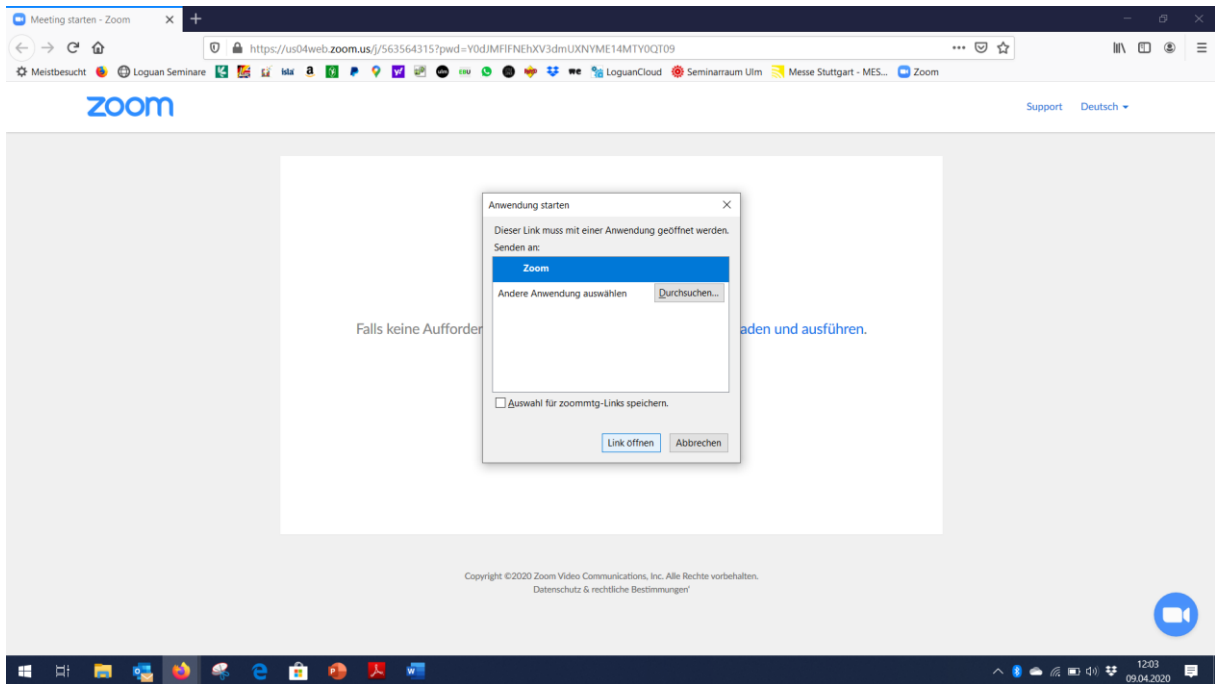 Meeting starten - Zoom
https://us04web.zoom.us/j/563564315?pwd=Y0dJMFlFNEhXV3dmUXNYME14MTY0QT09
Meistbesucht Loguan Seminare LoguanCloud Seminarraum Ulm Messe Stuttgart - MES... Zoom
zoom
Support Deutsch
Anwendung starten
Dieser Link muss mit einer Anwendung geöffnet werden.
Senden an:
Zoom
Andere Anwendung auswählen Durchsuchen...
Falls keine Aufforder aden und ausführen.
Auswahl für zoommtg-Links speichern.
Link öffnen Abbrechen
Copyright ©2020 Zoom Video Communications, Inc. Alle Rechte vorbehalten.
Datenschutz & rechtliche Bestimmungen'
12:03
09.04.2020